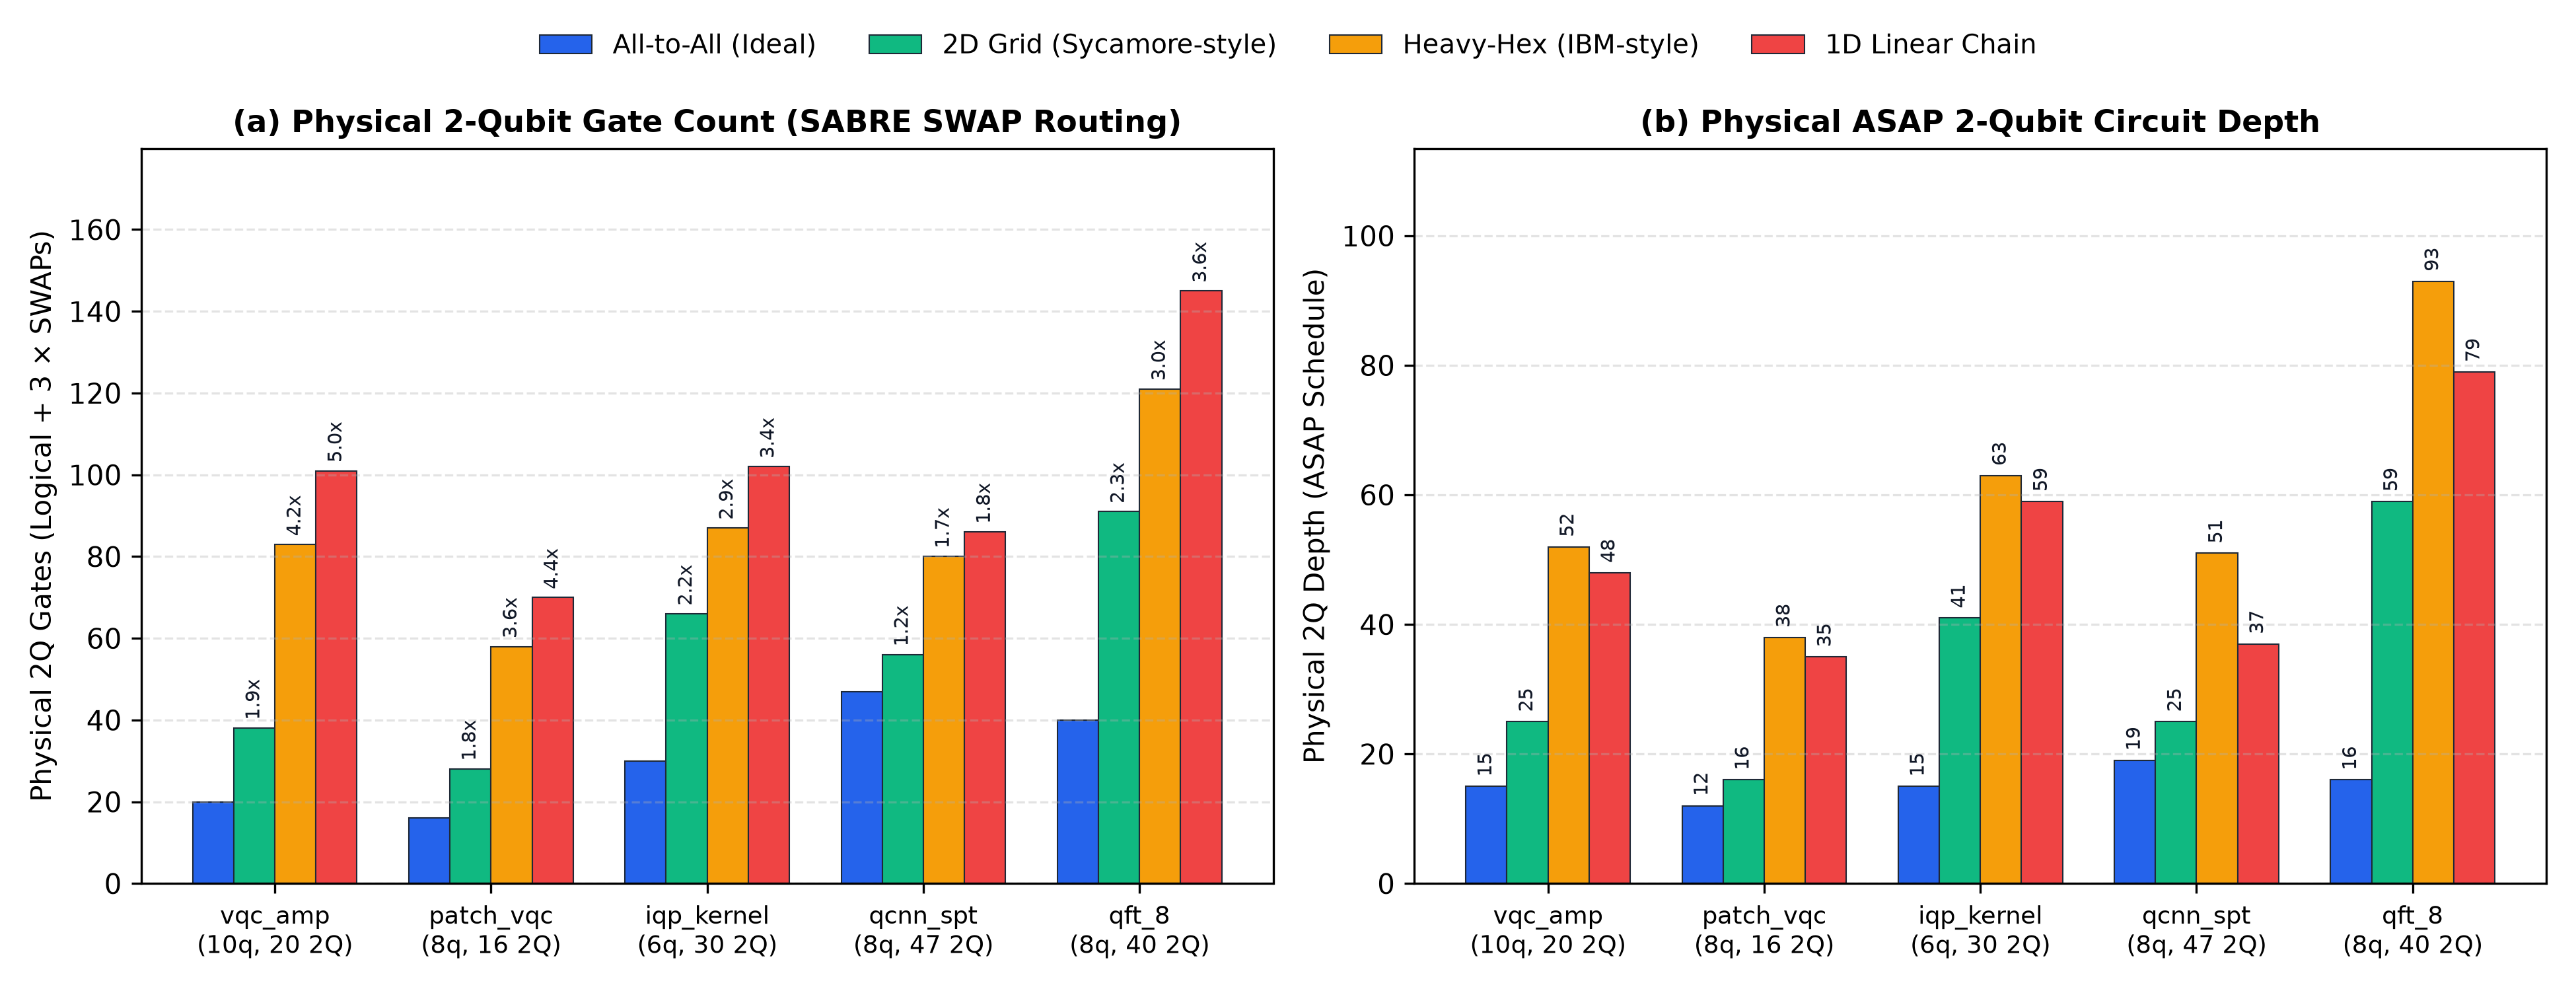 All-to-All (Ideal) 2D Grid (Sycamore-style) Heavy-Hex (IBM-style) 1D Linear Chain
(a) Physical 2-Qubit Gate Count (SABRE SWAP Routing)
Physical 2Q Gates (Logical + 3 × SWAPs)
160
140
120
100
80
60
40
20
0
1.9x
4.2x
5.0x
1.8x
3.6x
4.4x
2.2x
2.9x
3.4x
1.2x
1.7x
1.8x
2.3x
3.0x
3.6x
vqc_amp patch_vqc iqp_kernel qcnn_spt qft_8
(10q, 20 2Q) (8q, 16 2Q) (6q, 30 2Q) (8q, 47 2Q) (8q, 40 2Q)
(b) Physical ASAP 2-Qubit Circuit Depth
Physical 2Q Depth (ASAP Schedule)
100
80
60
40
20
0
15
25
52
48
12
16
38
35
15
41
63
59
19
25
51
37
16
59
93
79
vqc_amp patch_vqc iqp_kernel qcnn_spt qft_8
(10q, 20 2Q) (8q, 16 2Q) (6q, 30 2Q) (8q, 47 2Q) (8q, 40 2Q)